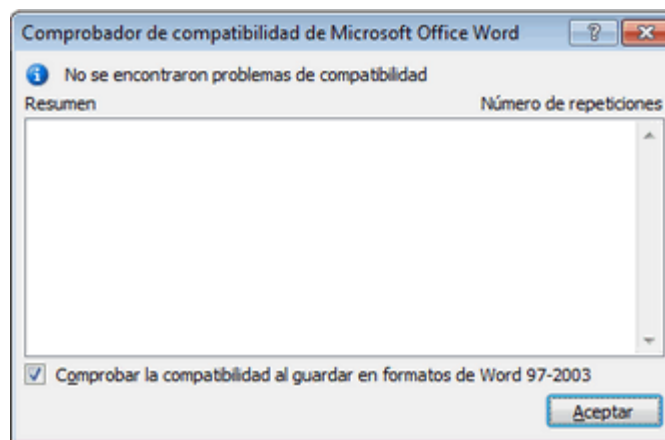 Comprobador de compatibilidad de Microsoft Office Word
No se encontraron problemas de compatibilidad
Resumen Número de repeticiones
Comprobar la compatibilidad al guardar en formatos de Word 97-2003
Aceptar